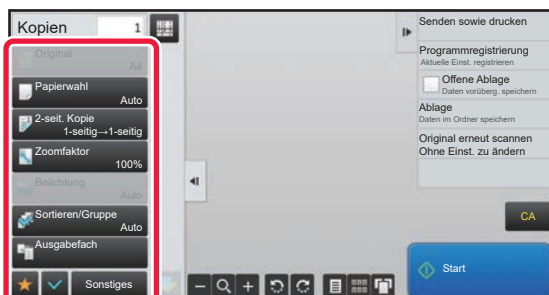 Kopien 1
Original
A4
Papierwahl
Auto
2-seit. Kopie
1-seitig→1-seitig
Zoomfaktor
100%
Belichtung
Auto
Sortieren/Gruppe
Auto
Ausgabefach
Sonstiges
Senden sowie drucken
Programmregistrierung
Aktuelle Einst. registrieren
Offene Ablage
Daten vorüberg. speichern
Ablage
Daten im Ordner speichern
Original erneut scannen
Ohne Einst. zu ändern
CA
Start